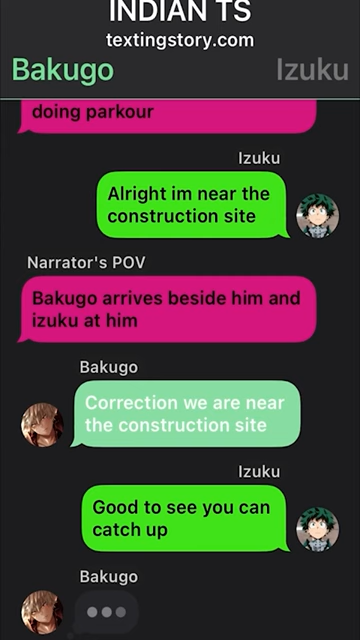 INDIAN TS
textingstory.com
Bakugo Izuku
doing parkour
Izuku
Alright im near the
construction site
Narrator's POV
Bakugo arrives beside him and
izuku at him
Bakugo
Correction we are near
the construction site
Izuku
Good to see you can
catch up
Bakugo